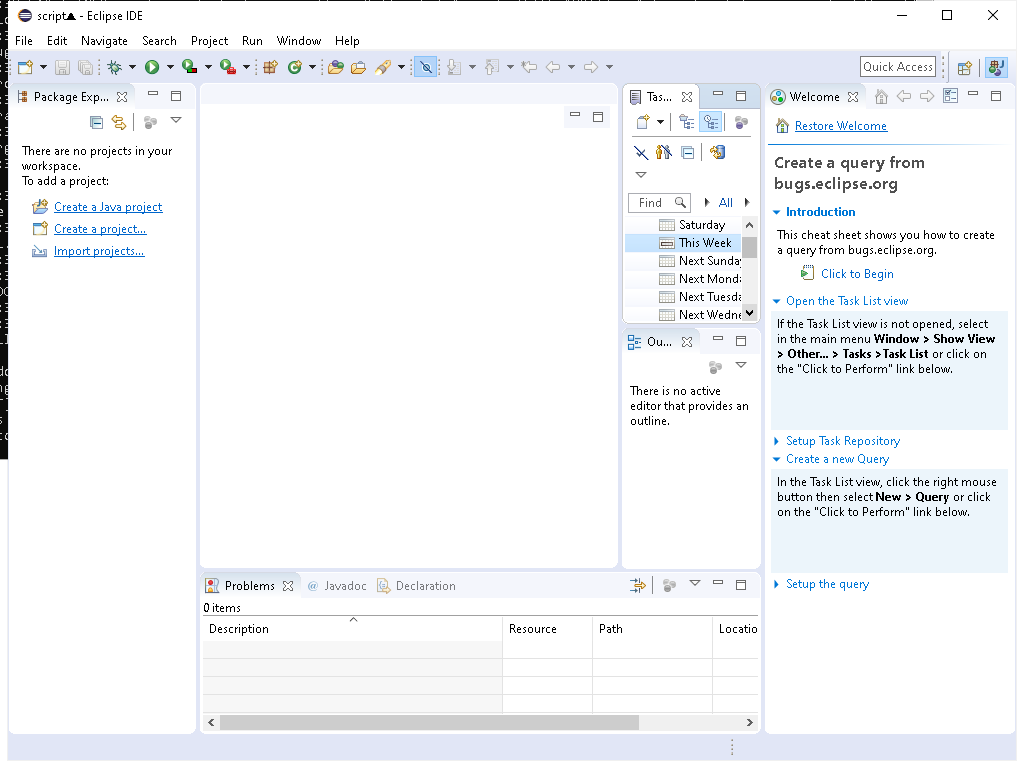 script▲ - Eclipse IDE
File Edit Navigate Search Project Run Window Help
Quick Access
Package Exp...
There are no projects in your
workspace.
To add a project:
Create a Java project
Create a project...
Import projects...
Tas...
Find
All
Saturday
This Week
Next Sunday
Next Monda
Next Tuesda
Next Wedne
Ou...
There is no active
editor that provides an
outline.
Welcome
Restore Welcome
Create a query from
bugs.eclipse.org
Introduction
This cheat sheet shows you how to create
a query from bugs.eclipse.org.
Click to Begin
Open the Task List view
If the Task List view is not opened, select
in the main menu Window > Show View
> Other... > Tasks >Task List or click on
the "Click to Perform" link below.
Setup Task Repository
Create a new Query
In the Task List view, click the right mouse
button then select New > Query or click
on the "Click to Perform" link below.
Setup the query
Problems @ Javadoc Declaration
0 items
Description Resource Path Locatio